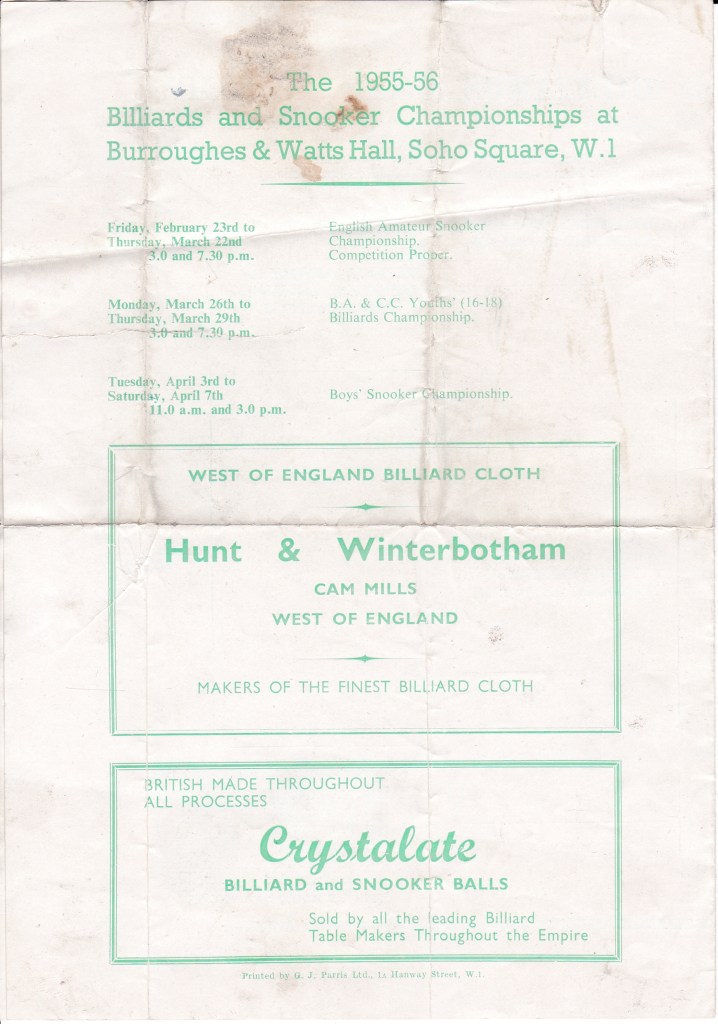 The 1955-56
Billiards and Snooker Championships at
Burroughes & Watts Hall, Soho Square, W.1
Friday, February 23rd to
Thursday, March 22nd
3.0 and 7.30 p.m.
English Amateur Snooker
Championship.
Competition Proper.
Monday, March 26th to
Thursday, March 29th
3.0 and 7.30 p.m.
B.A. & C.C. Youths' (16-18)
Billiards Championship.
Tuesday, April 3rd to
Saturday, April 7th
11.0 a.m. and 3.0 p.m.
Boys' Snooker Championship.
WEST OF ENGLAND BILLIARD CLOTH
Hunt & Winterbotham
CAM MILLS
WEST OF ENGLAND
MAKERS OF THE FINEST BILLIARD CLOTH
BRITISH MADE THROUGHOUT
ALL PROCESSES
Crystalate
BILLIARD and SNOOKER BALLS
Sold by all the leading Billiard
Table Makers Throughout the Empire
Printed by G. J. Parris Ltd., 1a Hanway Street, W.1.